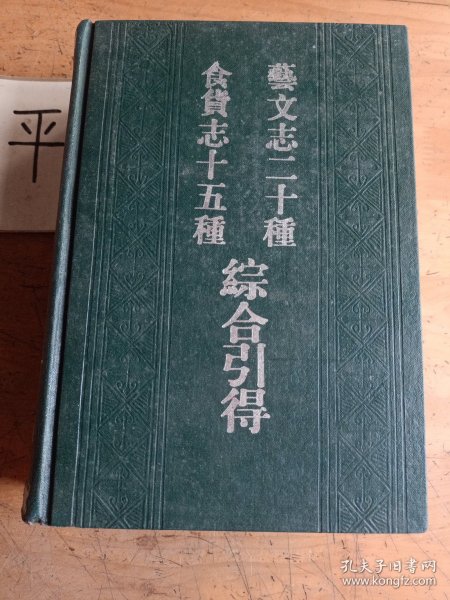 藝文志二十種
食貨志十五種
綜合引得
平
孔夫子旧书网
www.kongfz.com